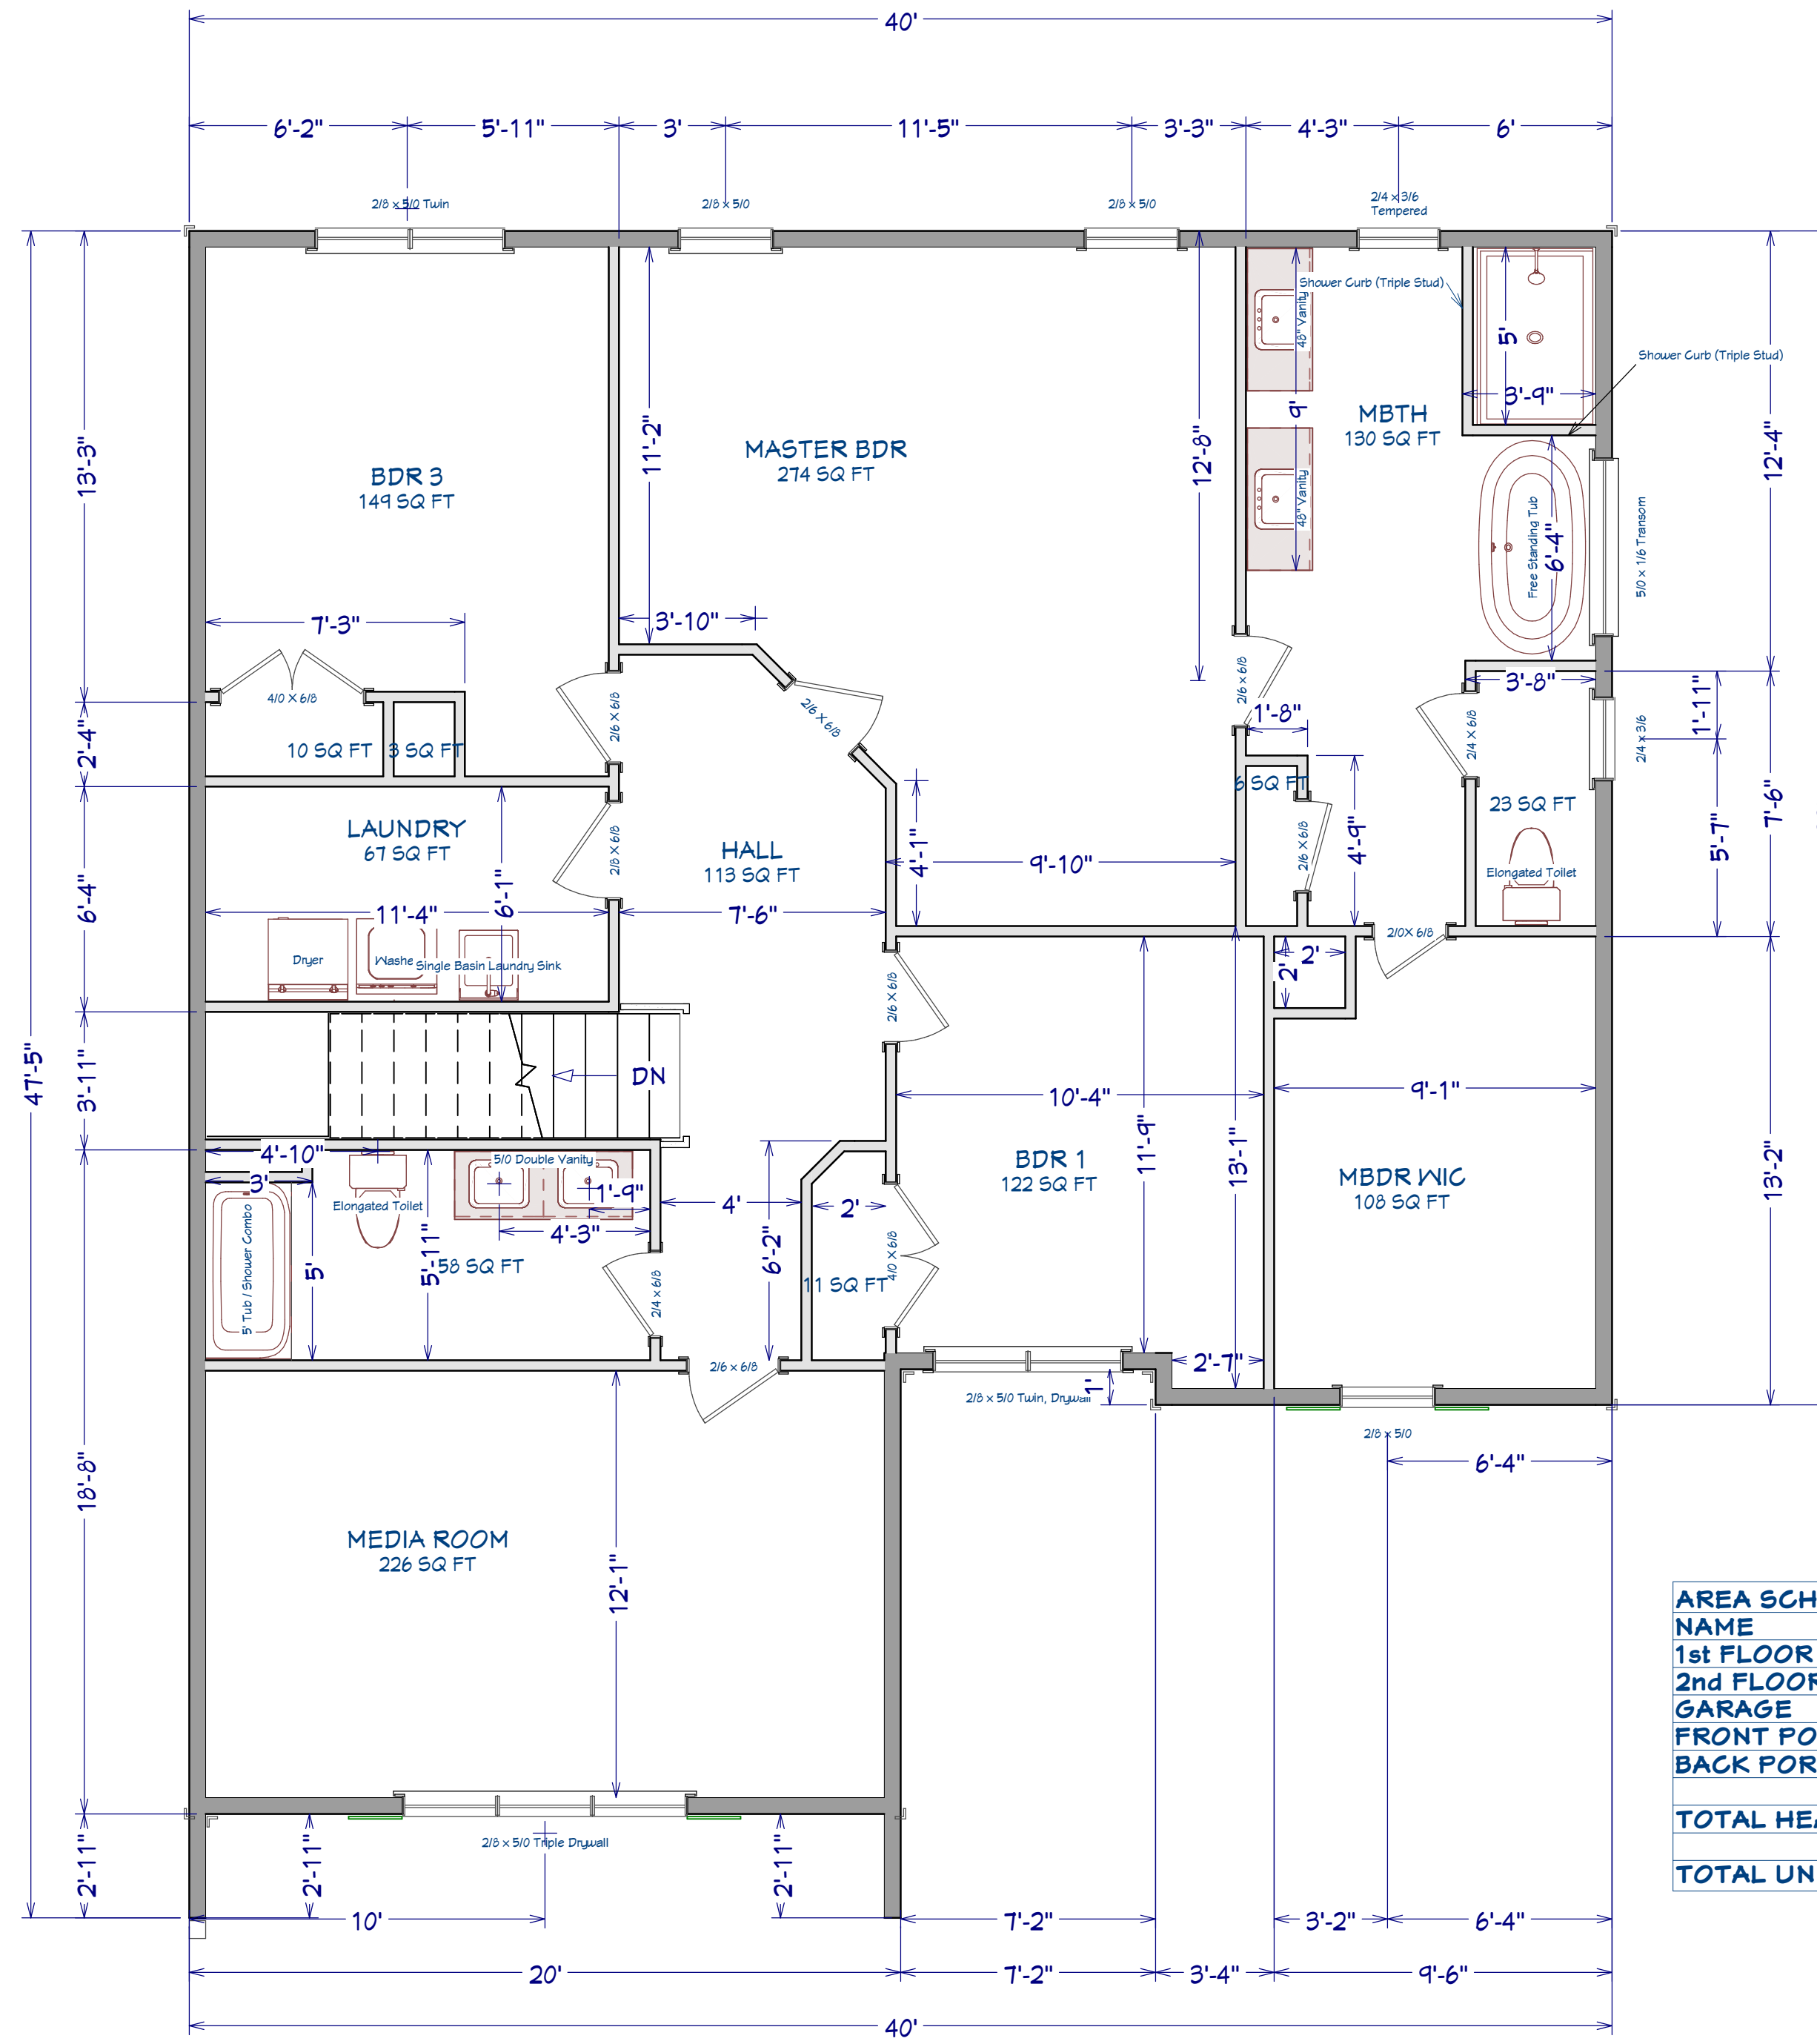 40'
6'-2" 5'-11" 3' 11'-5" 3'-3" 4'-3" 6'
2/8 x 5/0 Twin
2/8 x 5/0
2/8 x 5/0
2/4 x 3/6
Tempered
Shower Curb (Triple Stud)
48" Vanity
5'
Shower Curb (Triple Stud)
3'-9"
9'
MBTH
130 SQ FT
13'-3"
11'-2"
12'-8"
12'-4"
BDR 3
149 SQ FT
MASTER BDR
274 SQ FT
48" Vanity
Free Standing Tub
6'-4"
5/0 x 1/6 Transom
7'-3"
3'-10"
4/0 X 6/8
2/6 X 6/8
2/6 X 6/8
2/6 X 6/8
1'-8"
3'-8"
1'-11"
2/4 X 6/8
2/4 x 3/6
2'-4"
10 SQ FT
3 SQ FT
6 SQ FT
23 SQ FT
7'-6"
LAUNDRY
67 SQ FT
2/8 X 6/8
HALL
113 SQ FT
4'-1"
9'-10"
2/6 X 6/8
4'-9"
5'-7"
Elongated Toilet
6'-4"
11'-4"
6'-1"
7'-6"
2/0X 6/8
Dryer
Washe
Single Basin Laundry Sink
2/6 X 6/8
2'
2'
47'-5"
3'-11"
DN
10'-4"
9'-1"
11'-9"
13'-1"
13'-2"
4'-10"
3'
5/0 Double Vanity
1'-9"
4'-3"
4'
2'
BDR 1
122 SQ FT
MBDR WIC
108 SQ FT
5' Tub / Shower Combo
Elongated Toilet
5'
5'-11"
58 SQ FT
2/4 x 6/8
6'-2"
11 SQ FT
4/0 X 6/8
2/6 x 6/8
2'-7"
1'
2/8 x 5/0 Twin, Drywall
2/8 x 5/0
18'-8"
6'-4"
MEDIA ROOM
226 SQ FT
12'-1"
AREA SCH
NAME
1st FLOOR
2nd FLOOR
GARAGE
FRONT PO
BACK POR
TOTAL HEA
TOTAL UN
2/8 x 5/0 Triple Drywall
2'-11" 2'-11" 2'-11"
10' 7'-2" 3'-2" 6'-4"
20' 7'-2" 3'-4" 9'-6"
40'